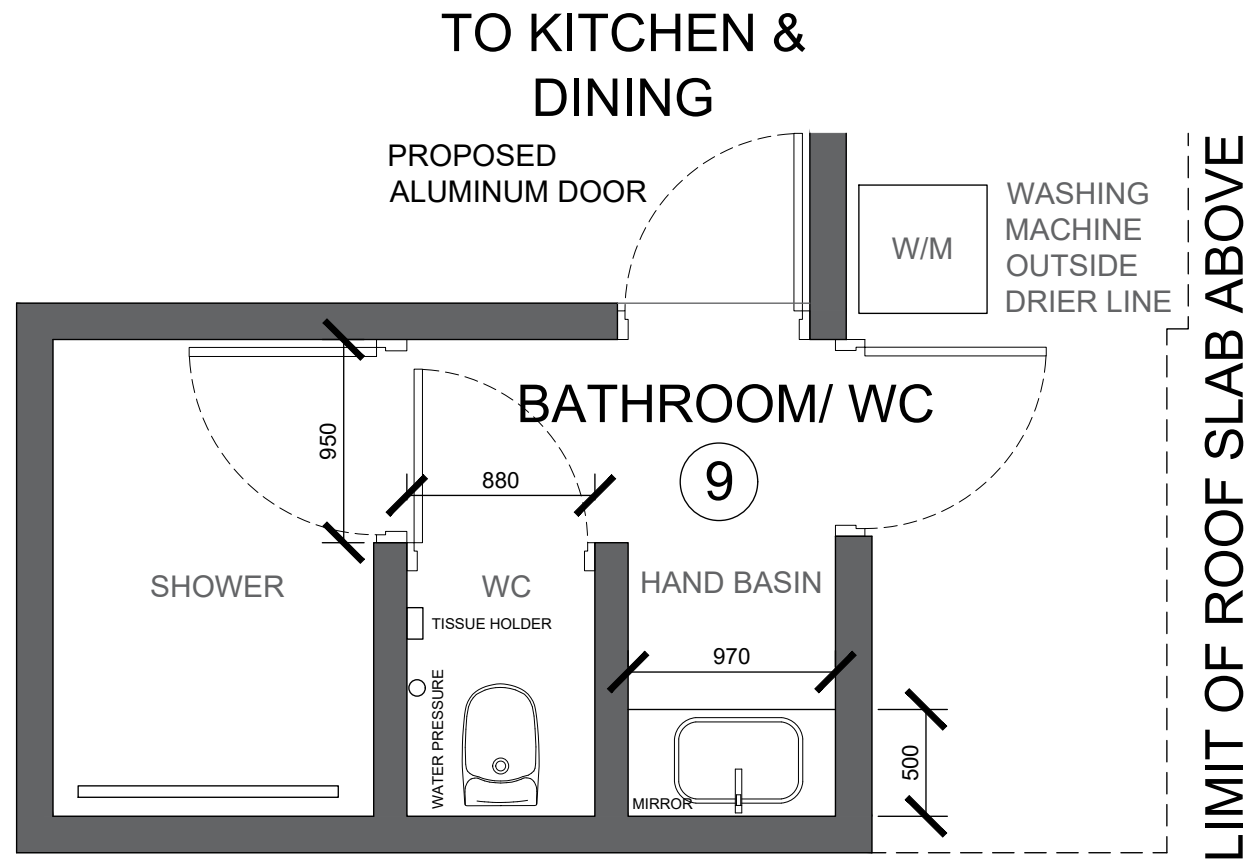 TO KITCHEN &
DINING
PROPOSED
ALUMINUM DOOR
W/M
WASHING
MACHINE
OUTSIDE
DRIER LINE
LIMIT OF ROOF SLAB ABOVE
BATHROOM/ WC
9
950
880
SHOWER
WC
HAND BASIN
TISSUE HOLDER
970
WATER PRESSURE
500
MIRROR